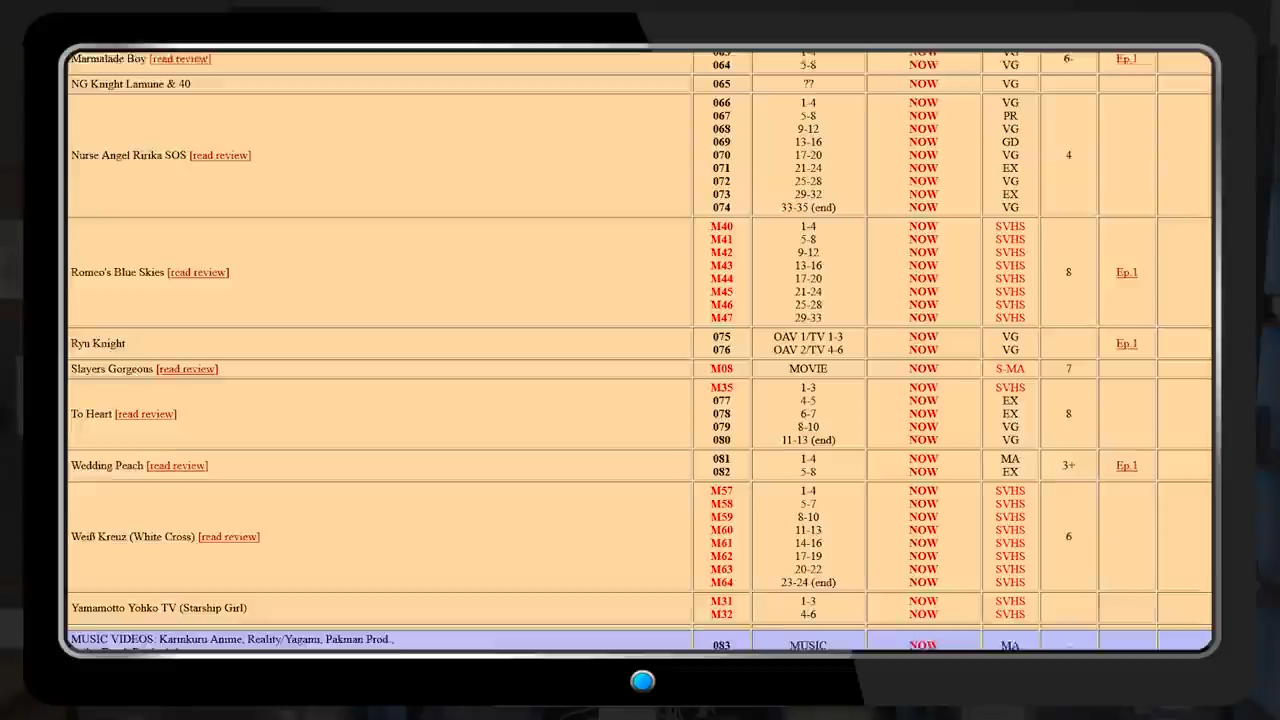 Marmalade Boy [read review] 063 1-4 NOW VG 6- Ep.1
064 5-8 NOW VG
NG Knight Lamune & 40 065 ?? NOW VG
066 1-4 NOW VG
067 5-8 NOW PR
068 9-12 NOW VG
069 13-16 NOW GD
Nurse Angel Ririka SOS [read review] 070 17-20 NOW VG 4
071 21-24 NOW EX
072 25-28 NOW VG
073 29-32 NOW EX
074 33-35 (end) NOW VG
M40 1-4 NOW SVHS
M41 5-8 NOW SVHS
M42 9-12 NOW SVHS
M43 13-16 NOW SVHS
Romeo's Blue Skies [read review] 8 Ep.1
M44 17-20 NOW SVHS
M45 21-24 NOW SVHS
M46 25-28 NOW SVHS
M47 29-33 NOW SVHS
Ryu Knight 075 OAV 1/TV 1-3 NOW VG Ep.1
076 OAV 2/TV 4-6 NOW VG
Slayers Gorgeous [read review] M08 MOVIE NOW S-MA 7
M35 1-3 NOW SVHS
077 4-5 NOW EX
To Heart [read review] 078 6-7 NOW EX 8
079 8-10 NOW VG
080 11-13 (end) NOW VG
Wedding Peach [read review] 081 1-4 NOW MA 3+ Ep.1
082 5-8 NOW EX
M57 1-4 NOW SVHS
M58 5-7 NOW SVHS
M59 8-10 NOW SVHS
M60 11-13 NOW SVHS
Weiß Kreuz (White Cross) [read review] 6
M61 14-16 NOW SVHS
M62 17-19 NOW SVHS
M63 20-22 NOW SVHS
M64 23-24 (end) NOW SVHS
Yamamotto Yohko TV (Starship Girl) M31 1-3 NOW SVHS
M32 4-6 NOW SVHS
MUSIC VIDEOS: Karinkuru Anime, Reality/Yagami, Pakman Prod.,
083 MUSIC NOW MA -